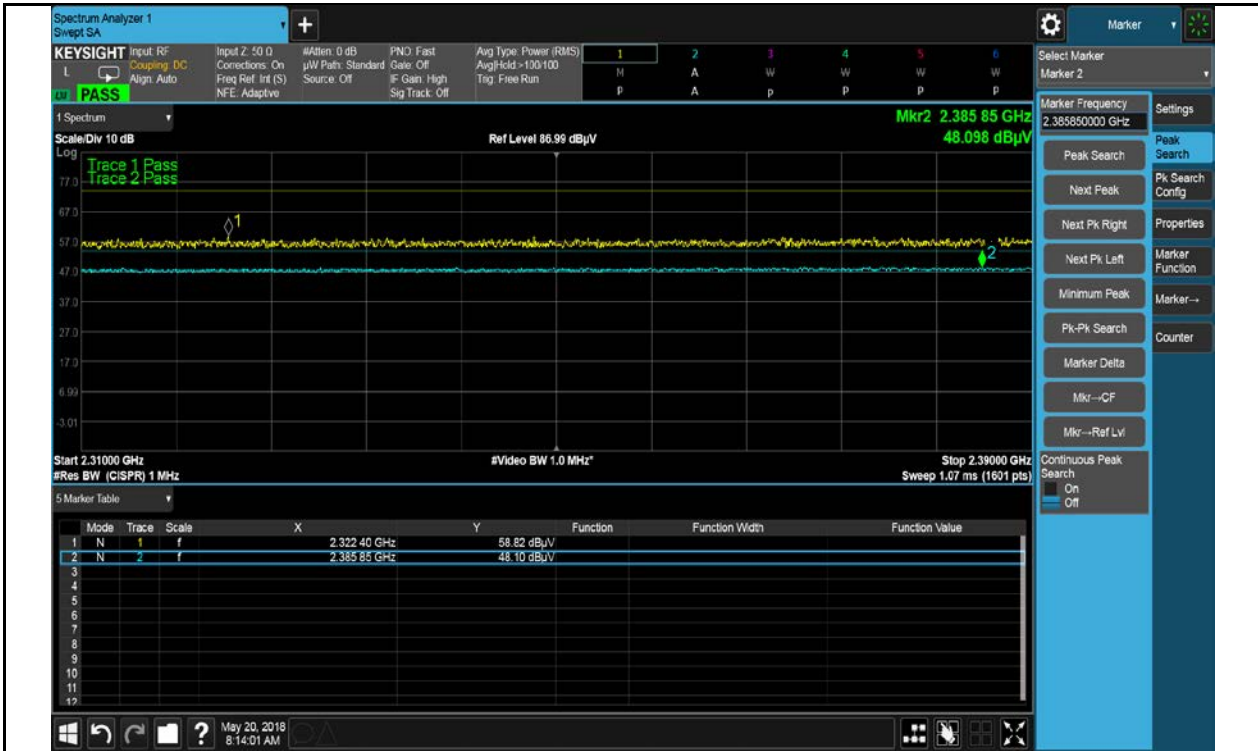 Spectrum Analyzer 1
Swept SA
+
Marker
KEYSIGHT Input: RF Input Z: 50 Ω #Atten: 0 dB PNO: Fast Avg Type: Power (RMS) 1 2 3 4 5 6
L Coupling: DC Corrections: On µW Path: Standard Gate: Off Avg|Hold:>100/100 M A W W W W
Align: Auto Freq Ref: Int (S) Source: Off IF Gain: High Trig: Free Run
PASS NFE: Adaptive Sig Track: Off P A P P P P
Select Marker
Marker 2
1 Spectrum
Mkr2 2.385 85 GHz
Scale/Div 10 dB Ref Level 86.99 dBµV 48.098 dBµV
Log
Trace 1 Pass
Trace 2 Pass
77.0
67.0
57.0
47.0
37.0
27.0
17.0
6.99
-3.01
1
2
Start 2.31000 GHz #Video BW 1.0 MHz* Stop 2.39000 GHz
#Res BW (CISPR) 1 MHz Sweep 1.07 ms (1601 pts)
Marker Frequency
2.385850000 GHz
Peak Search
Next Peak
Next Pk Right
Next Pk Left
Minimum Peak
Pk-Pk Search
Marker Delta
Mkr→CF
Mkr→Ref Lvl
Continuous Peak
Search
On
Off
Settings
Peak
Search
Pk Search
Config
Properties
Marker
Function
Marker→
Counter
5 Marker Table
Mode Trace Scale X Y Function Function Width Function Value
1 N 1 f 2.322 40 GHz 58.82 dBµV
2 N 2 f 2.385 85 GHz 48.10 dBµV
3
4
5
6
7
8
9
10
11
12
? May 20, 2018
8:14:01 AM